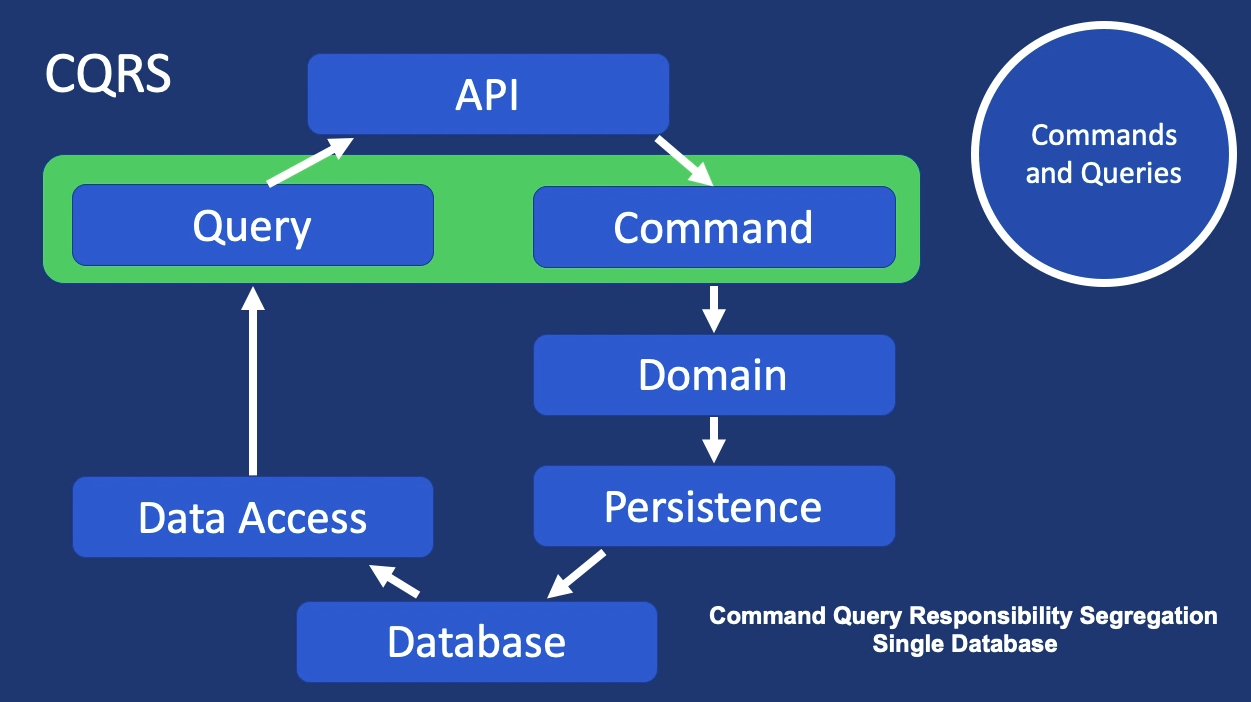 CQRS
API
Commands
and Queries
Query
Command
Domain
Data Access
Persistence
Database
Command Query Responsibility Segregation
Single Database